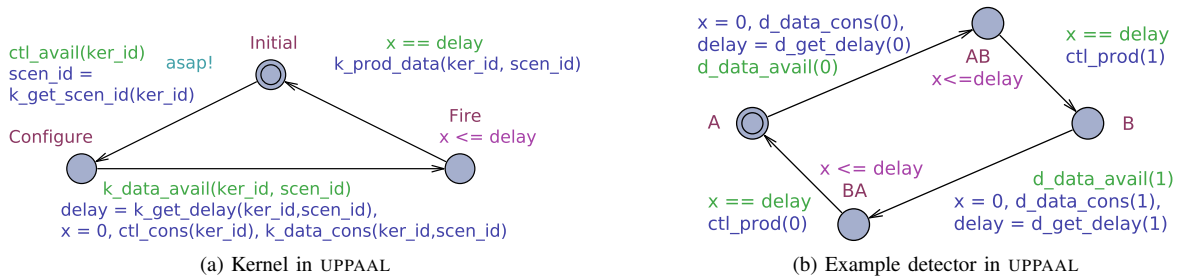 Initial
ctl_avail(ker_id)
scen_id =
k_get_scen_id(ker_id)
asap!
x == delay
k_prod_data(ker_id, scen_id)
Configure
Fire
x <= delay
k_data_avail(ker_id, scen_id)
delay = k_get_delay(ker_id,scen_id),
x = 0, ctl_cons(ker_id), k_data_cons(ker_id,scen_id)
(a) Kernel in UPPAAL
x = 0, d_data_cons(0),
delay = d_get_delay(0)
d_data_avail(0)
AB
x<=delay
x == delay
ctl_prod(1)
A
B
x <= delay
BA
x == delay
ctl_prod(0)
d_data_avail(1)
x = 0, d_data_cons(1),
delay = d_get_delay(1)
(b) Example detector in UPPAAL